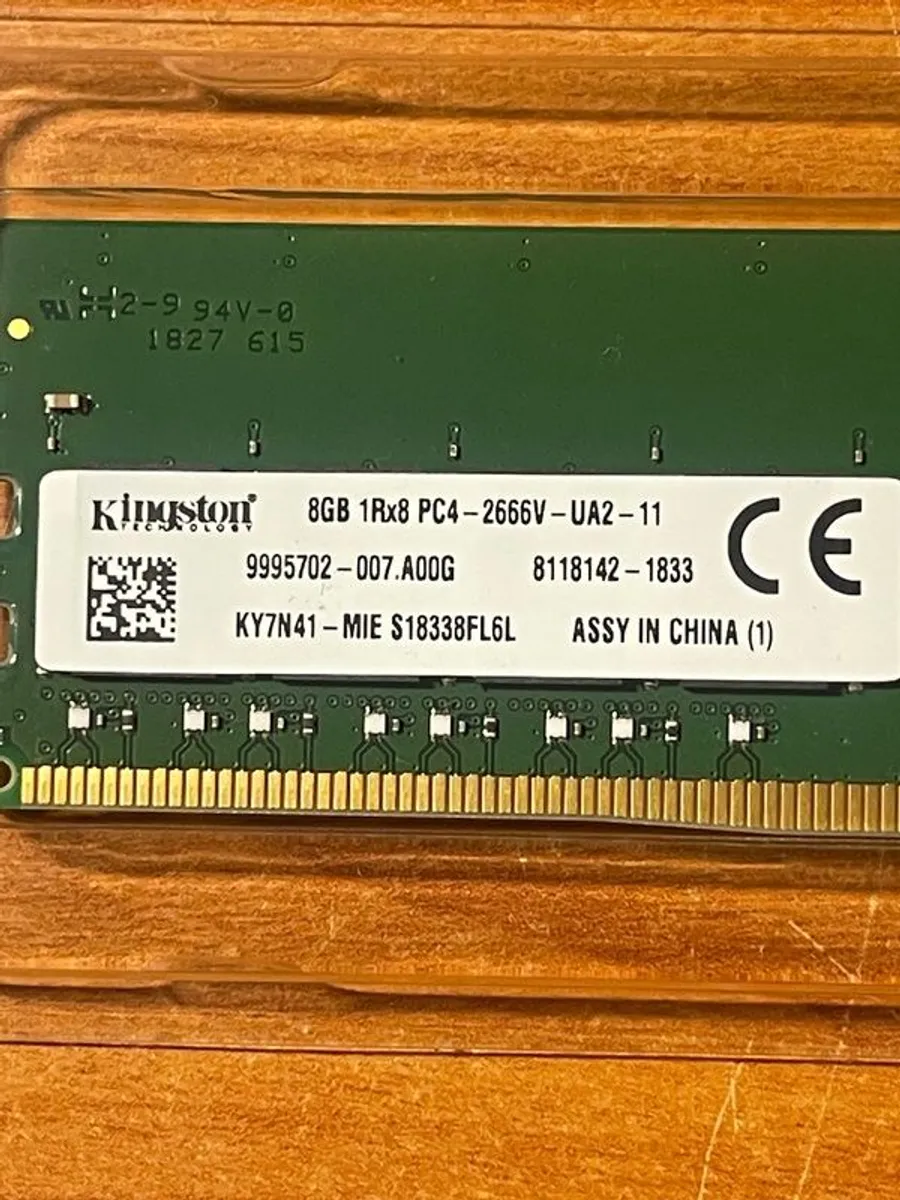 2-9 94V-0
1827 615
Kingston® 8GB 1Rx8 PC4-2666V-UA2-11 CE
TECHNOLOGY
9995702-007.A00G 8118142-1833
KY7N41-MIE S18338FL6L ASSY IN CHINA (1)